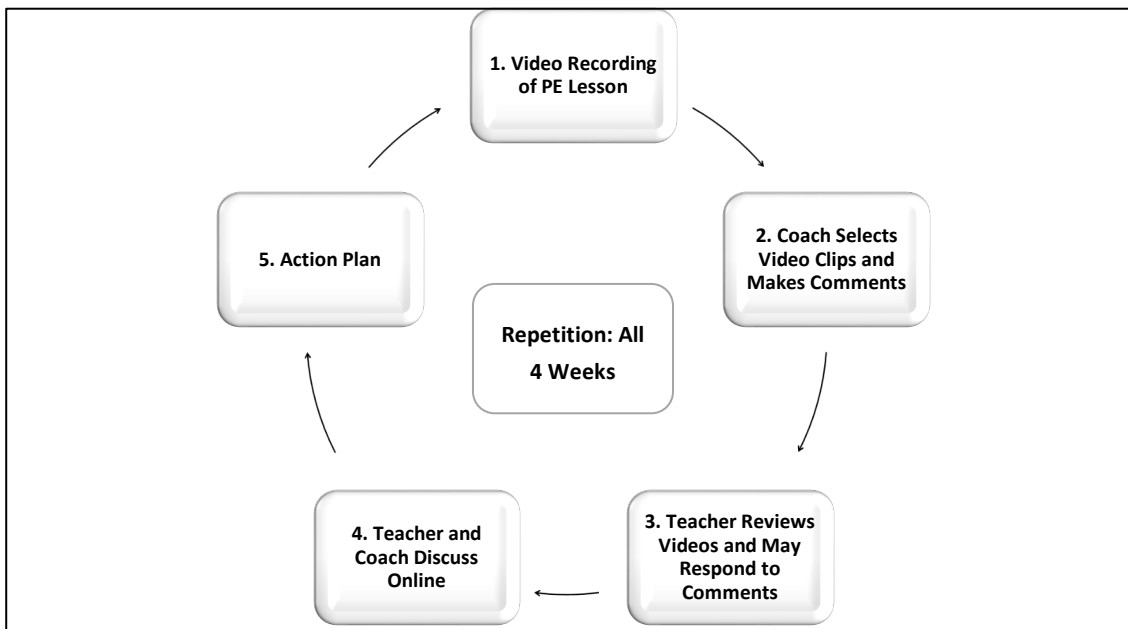 1. Video Recording
of PE Lesson
2. Coach Selects
Video Clips and
Makes Comments
3. Teacher Reviews
Videos and May
Respond to
Comments
4. Teacher and
Coach Discuss
Online
5. Action Plan
Repetition: All
4 Weeks